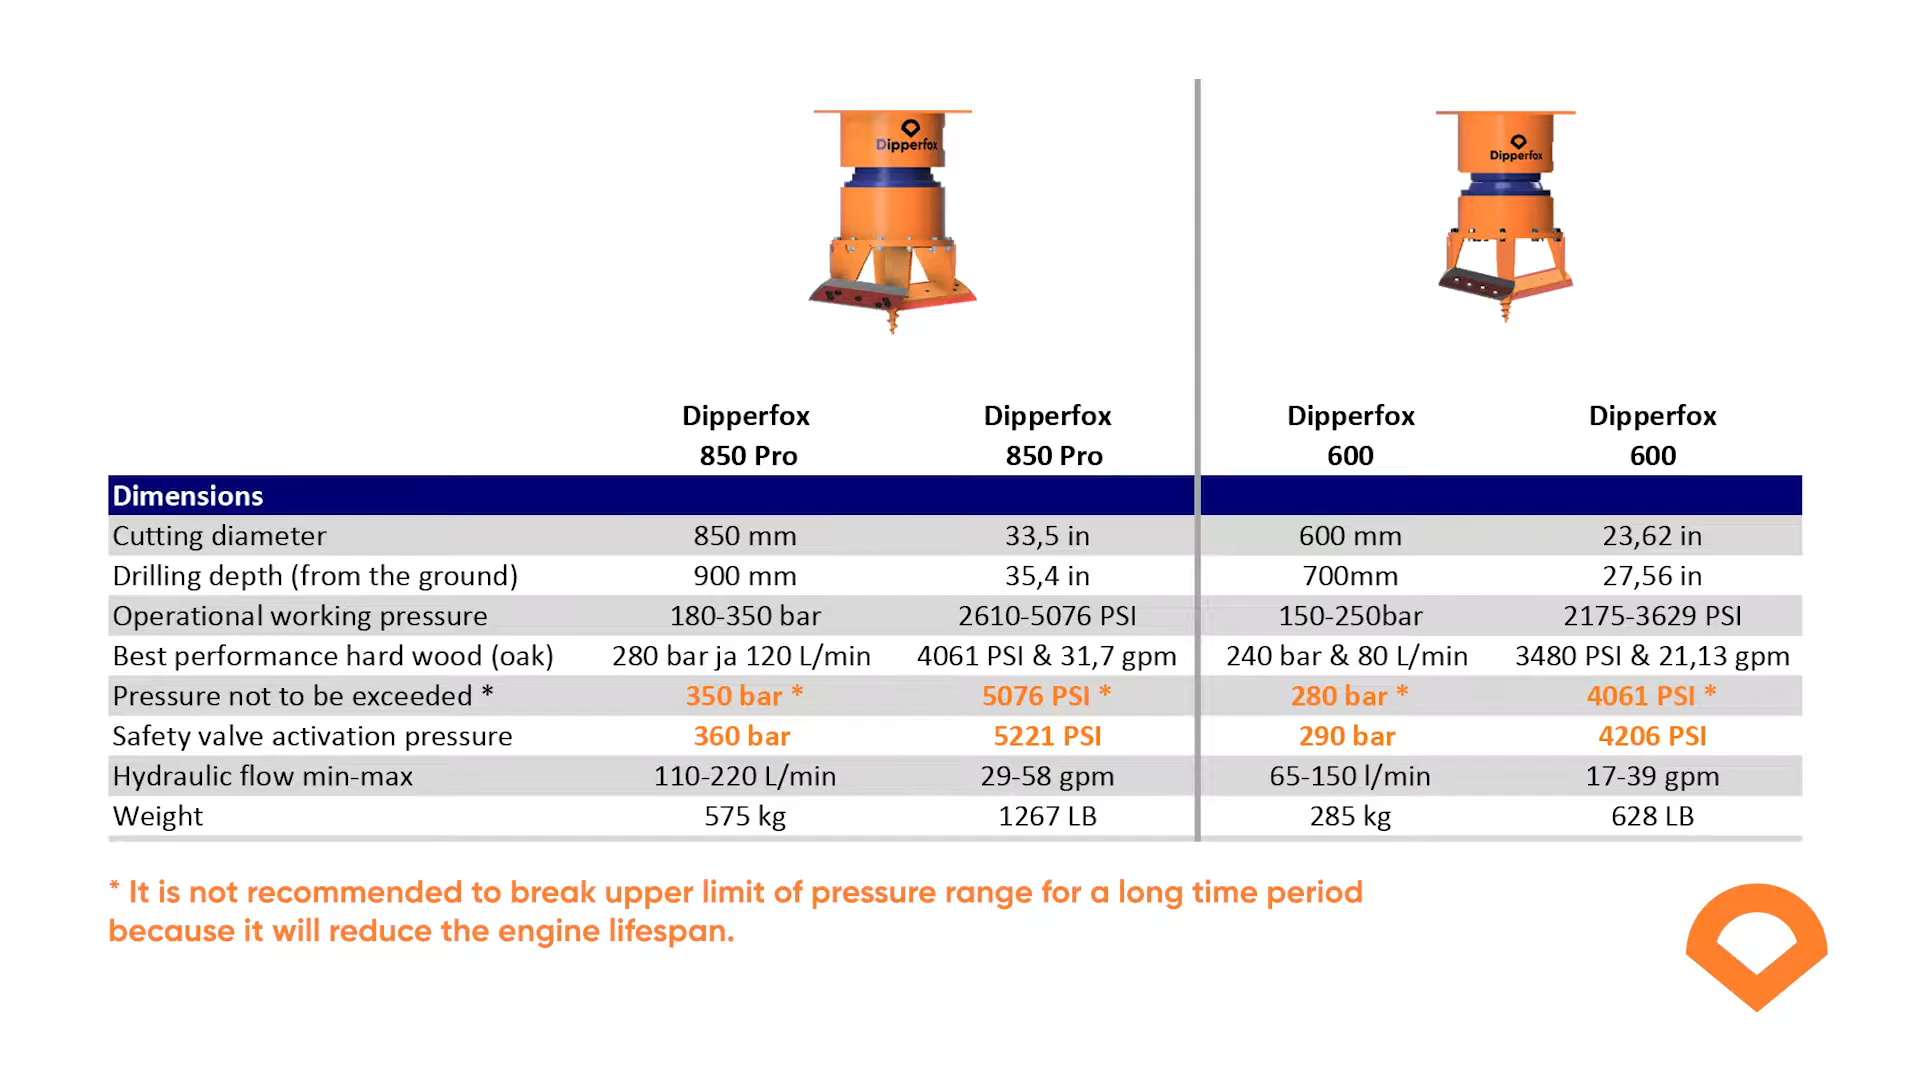 Dipperfox
Dipperfox
Dipperfox Dipperfox Dipperfox Dipperfox
850 Pro 850 Pro 600 600
Dimensions
Cutting diameter 850 mm 33,5 in 600 mm 23,62 in
Drilling depth (from the ground) 900 mm 35,4 in 700mm 27,56 in
Operational working pressure 180-350 bar 2610-5076 PSI 150-250bar 2175-3629 PSI
Best performance hard wood (oak) 280 bar ja 120 L/min 4061 PSI & 31,7 gpm 240 bar & 80 L/min 3480 PSI & 21,13 gpm
Pressure not to be exceeded * 350 bar * 5076 PSI * 280 bar * 4061 PSI *
Safety valve activation pressure 360 bar 5221 PSI 290 bar 4206 PSI
Hydraulic flow min-max 110-220 L/min 29-58 gpm 65-150 l/min 17-39 gpm
Weight 575 kg 1267 LB 285 kg 628 LB
* It is not recommended to break upper limit of pressure range for a long time period
because it will reduce the engine lifespan.